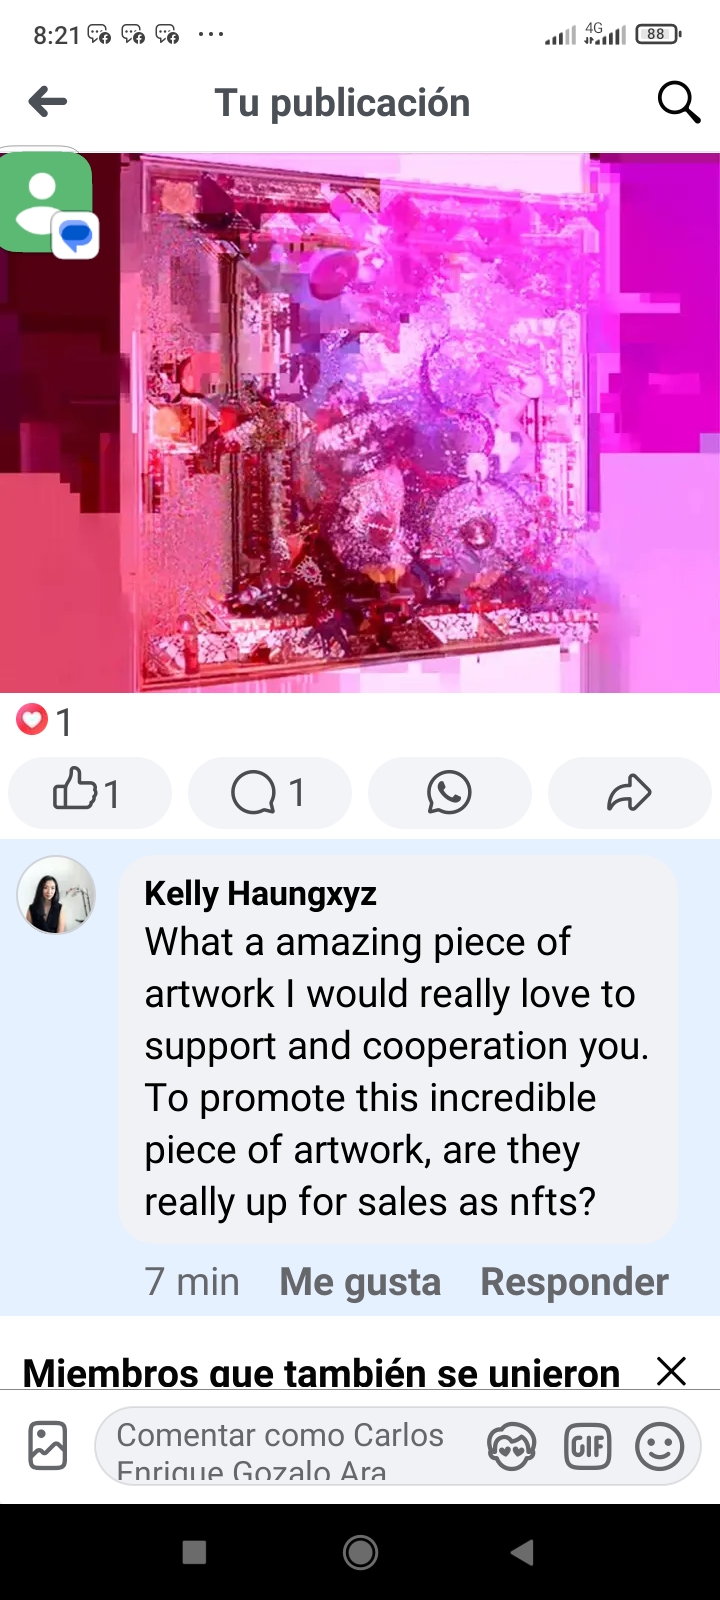 8:21 ... 4G 88
Tu publicación
1
1 1
Kelly Haungxyz
What a amazing piece of
artwork I would really love to
support and cooperation you.
To promote this incredible
piece of artwork, are they
really up for sales as nfts?
7 min Me gusta Responder
Miembros que también se unieron
Comentar como Carlos
Enrique Gozalo Ara
GIF